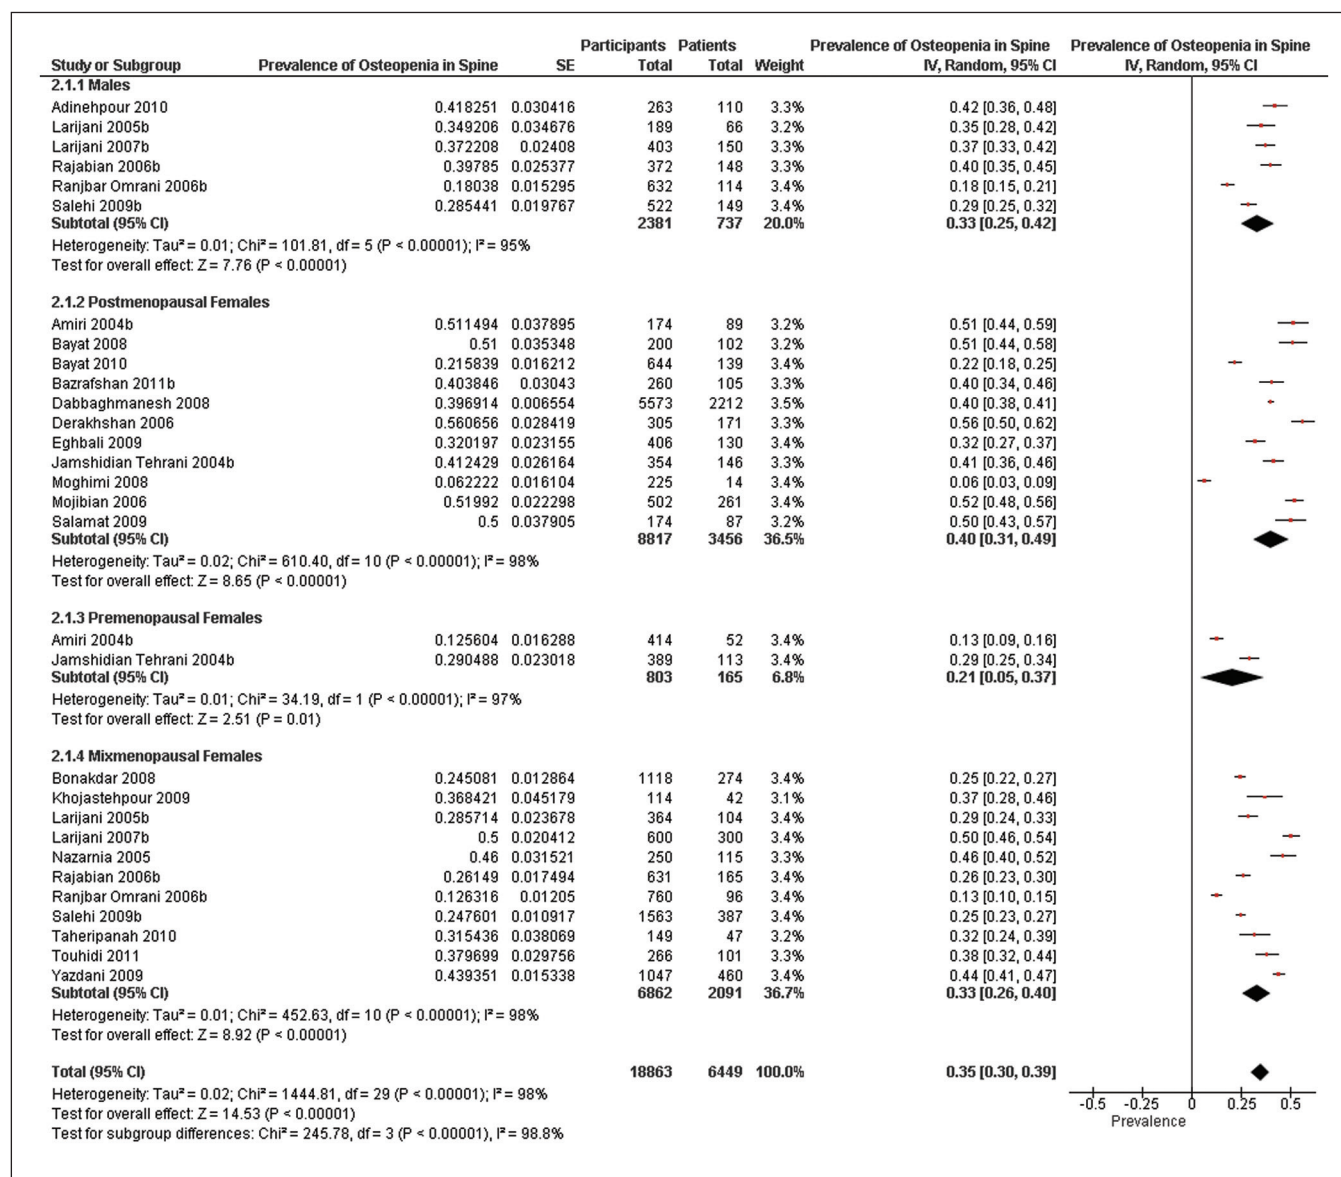 Participants Patients Prevalence of Osteopenia in Spine Prevalence of Osteopenia in Spine
Study or Subgroup Prevalence of Osteopenia in Spine SE Total Total Weight IV, Random, 95% CI IV, Random, 95% CI
2.1.1 Males
Adinehpour 2010 0.418251 0.030416 263 110 3.3% 0.42 [0.36, 0.48]
Larijani 2005b 0.349206 0.034676 189 66 3.2% 0.35 [0.28, 0.42]
Larijani 2007b 0.372208 0.02408 403 150 3.3% 0.37 [0.33, 0.42]
Rajabian 2006b 0.39785 0.025377 372 148 3.3% 0.40 [0.35, 0.45]
Ranjbar Omrani 2006b 0.18038 0.015295 632 114 3.4% 0.18 [0.15, 0.21]
Salehi 2009b 0.285441 0.019767 522 149 3.4% 0.29 [0.25, 0.32]
Subtotal (95% CI) 2381 737 20.0% 0.33 [0.25, 0.42]
Heterogeneity: Tau² = 0.01; Chi² = 101.81, df = 5 (P < 0.00001); I² = 95%
Test for overall effect: Z = 7.76 (P < 0.00001)
2.1.2 Postmenopausal Females
Amiri 2004b 0.511494 0.037895 174 89 3.2% 0.51 [0.44, 0.59]
Bayat 2008 0.51 0.035348 200 102 3.2% 0.51 [0.44, 0.58]
Bayat 2010 0.215839 0.016212 644 139 3.4% 0.22 [0.18, 0.25]
Bazrafshan 2011b 0.403846 0.03043 260 105 3.3% 0.40 [0.34, 0.46]
Dabbaghmanesh 2008 0.396914 0.006554 5573 2212 3.5% 0.40 [0.38, 0.41]
Derakhshan 2006 0.560656 0.028419 305 171 3.3% 0.56 [0.50, 0.62]
Eghbali 2009 0.320197 0.023155 406 130 3.4% 0.32 [0.27, 0.37]
Jamshidian Tehrani 2004b 0.412429 0.026164 354 146 3.3% 0.41 [0.36, 0.46]
Moghimi 2008 0.062222 0.016104 225 14 3.4% 0.06 [0.03, 0.09]
Mojibian 2006 0.51992 0.022298 502 261 3.4% 0.52 [0.48, 0.56]
Salamat 2009 0.5 0.037905 174 87 3.2% 0.50 [0.43, 0.57]
Subtotal (95% CI) 8817 3456 36.5% 0.40 [0.31, 0.49]
Heterogeneity: Tau² = 0.02; Chi² = 610.40, df = 10 (P < 0.00001); I² = 98%
Test for overall effect: Z = 8.65 (P < 0.00001)
2.1.3 Premenopausal Females
Amiri 2004b 0.125604 0.016288 414 52 3.4% 0.13 [0.09, 0.16]
Jamshidian Tehrani 2004b 0.290488 0.023018 389 113 3.4% 0.29 [0.25, 0.34]
Subtotal (95% CI) 803 165 6.8% 0.21 [0.05, 0.37]
Heterogeneity: Tau² = 0.01; Chi² = 34.19, df = 1 (P < 0.00001); I² = 97%
Test for overall effect: Z = 2.51 (P = 0.01)
2.1.4 Mixmenopausal Females
Bonakdar 2008 0.245081 0.012864 1118 274 3.4% 0.25 [0.22, 0.27]
Khojastehpour 2009 0.368421 0.045179 114 42 3.1% 0.37 [0.28, 0.46]
Larijani 2005b 0.285714 0.023678 364 104 3.4% 0.29 [0.24, 0.33]
Larijani 2007b 0.5 0.020412 600 300 3.4% 0.50 [0.46, 0.54]
Nazarnia 2005 0.46 0.031521 250 115 3.3% 0.46 [0.40, 0.52]
Rajabian 2006b 0.26149 0.017494 631 165 3.4% 0.26 [0.23, 0.30]
Ranjbar Omrani 2006b 0.126316 0.01205 760 96 3.4% 0.13 [0.10, 0.15]
Salehi 2009b 0.247601 0.010917 1563 387 3.4% 0.25 [0.23, 0.27]
Taheripanah 2010 0.315436 0.038069 149 47 3.2% 0.32 [0.24, 0.39]
Touhidi 2011 0.379699 0.029756 266 101 3.3% 0.38 [0.32, 0.44]
Yazdani 2009 0.439351 0.015338 1047 460 3.4% 0.44 [0.41, 0.47]
Subtotal (95% CI) 6862 2091 36.7% 0.33 [0.26, 0.40]
Heterogeneity: Tau² = 0.01; Chi² = 452.63, df = 10 (P < 0.00001); I² = 98%
Test for overall effect: Z = 8.92 (P < 0.00001)
Total (95% CI) 18863 6449 100.0% 0.35 [0.30, 0.39]
Heterogeneity: Tau² = 0.02; Chi² = 1444.81, df = 29 (P < 0.00001); I² = 98%
Test for overall effect: Z = 14.53 (P < 0.00001)
Test for subgroup differences: Chi² = 245.78, df = 3 (P < 0.00001), I² = 98.8%
-0.5 -0.25 0 0.25 0.5
Prevalence